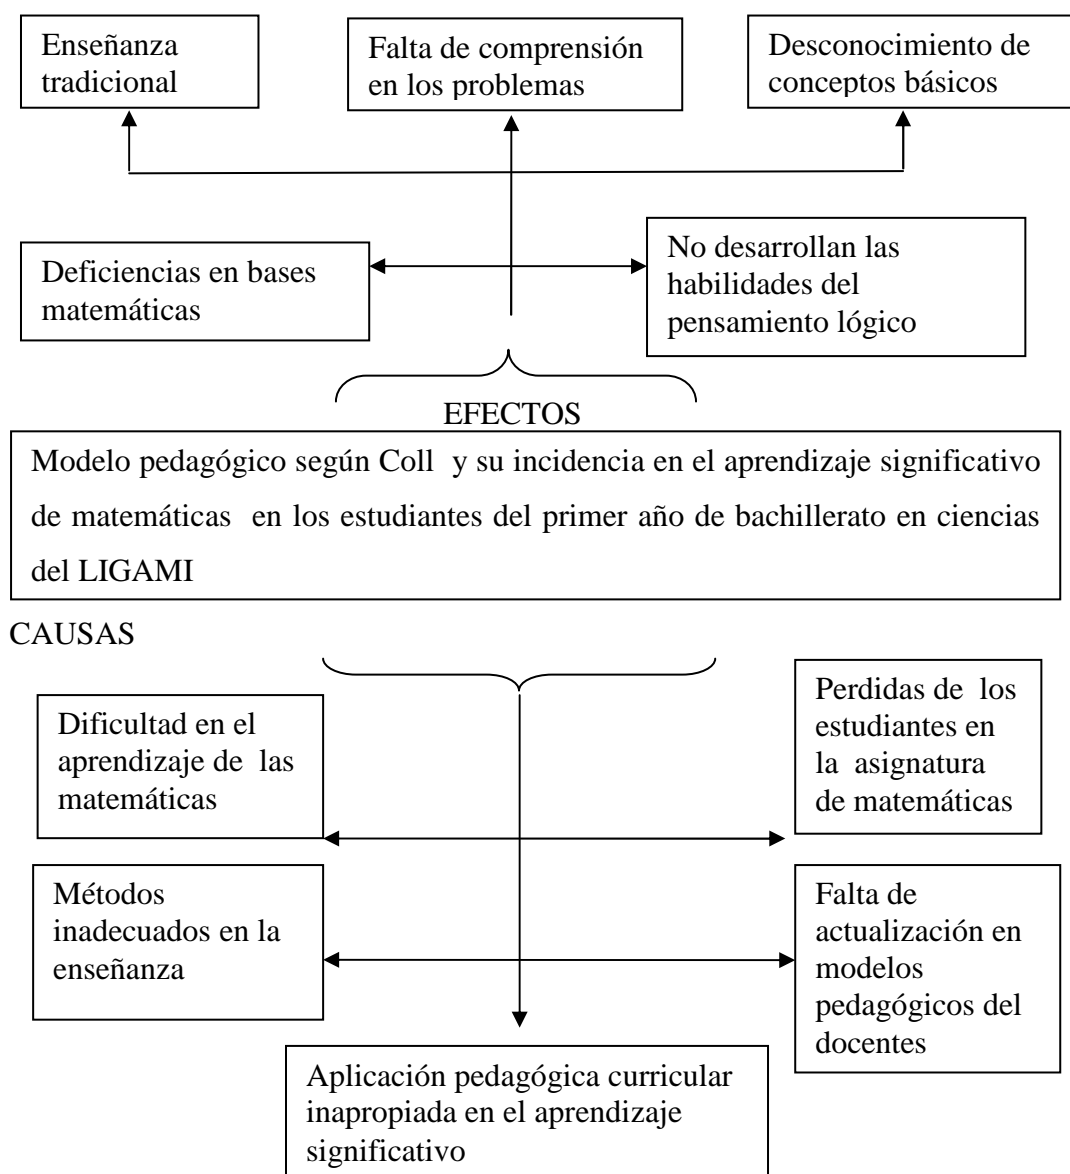 Enseñanza
tradicional
Falta de comprensión
en los problemas
Desconocimiento de
conceptos básicos
Deficiencias en bases
matemáticas
No desarrollan las
habilidades del
pensamiento lógico
EFECTOS
Modelo pedagógico según Coll y su incidencia en el aprendizaje significativo
de matemáticas en los estudiantes del primer año de bachillerato en ciencias
del LIGAMI
CAUSAS
Dificultad en el
aprendizaje de las
matemáticas
Perdidas de los
estudiantes en
la asignatura
de matemáticas
Métodos
inadecuados en la
enseñanza
Falta de
actualización en
modelos
pedagógicos del
docentes
Aplicación pedagógica curricular
inapropiada en el aprendizaje
significativo